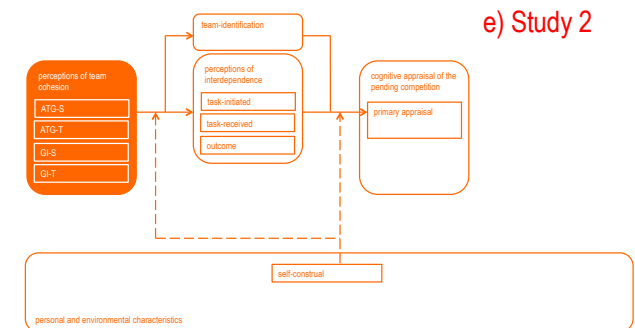 e) Study 2
team-identification
perceptions of team
cohesion
ATG-S
ATG-T
GI-S
GI-T
perceptions of
interdependence
task-initiated
task-received
outcome
cognitive appraisal of the
pending competition
primary appraisal
self-construal
personal and environmental characteristics